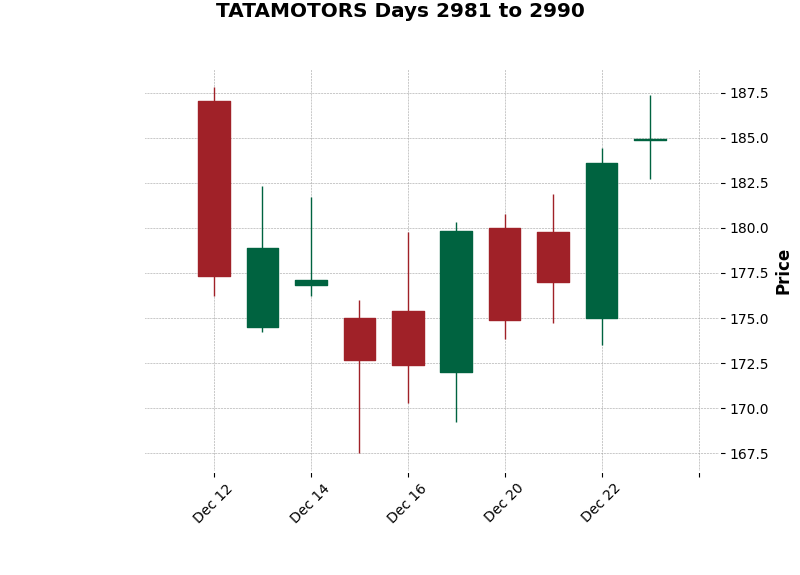 TATAMOTORS Days 2981 to 2990
187.5
185.0
182.5
180.0
177.5
175.0
172.5
170.0
167.5
Price
Dec 12
Dec 14
Dec 16
Dec 20
Dec 22